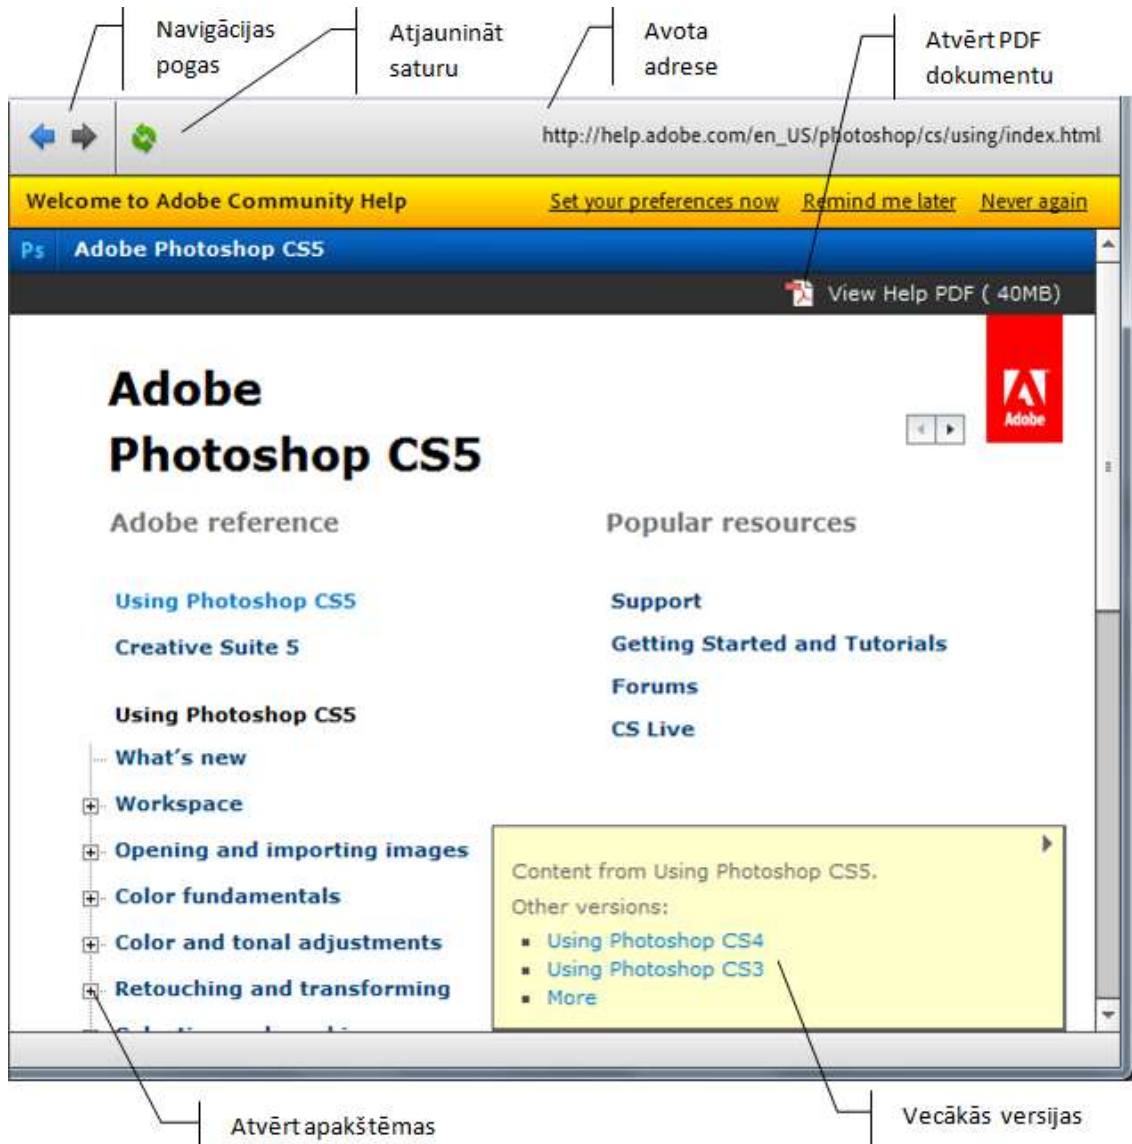 Navigācijas
pogas
Atjaunināt
saturu
Avota
adrese
Atvērt PDF
dokumentu
http://help.adobe.com/en_US/photoshop/cs/using/index.html
Welcome to Adobe Community Help
Set your preferences now
Remind me later
Never again
Ps
Adobe Photoshop CS5
View Help PDF ( 40MB)
Adobe
Photoshop CS5
Adobe
Adobe reference
Popular resources
Using Photoshop CS5
Creative Suite 5
Support
Getting Started and Tutorials
Forums
CS Live
Using Photoshop CS5
What's new
Workspace
Opening and importing images
Color fundamentals
Color and tonal adjustments
Retouching and transforming
Content from Using Photoshop CS5.
Other versions:
Using Photoshop CS4
Using Photoshop CS3
More
Atvērt apakštēmas
Vecākās versijas